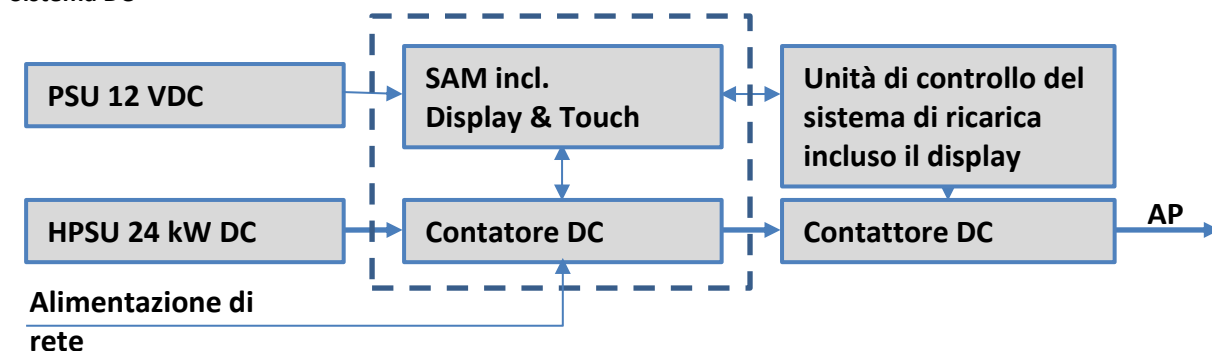 Sistema DC
PSU 12 VDC
SAM incl.
Display & Touch
Unità di controllo del
sistema di ricarica
incluso il display
HPSU 24 kW DC
Contatore DC
Contattore DC
AP
Alimentazione di
rete